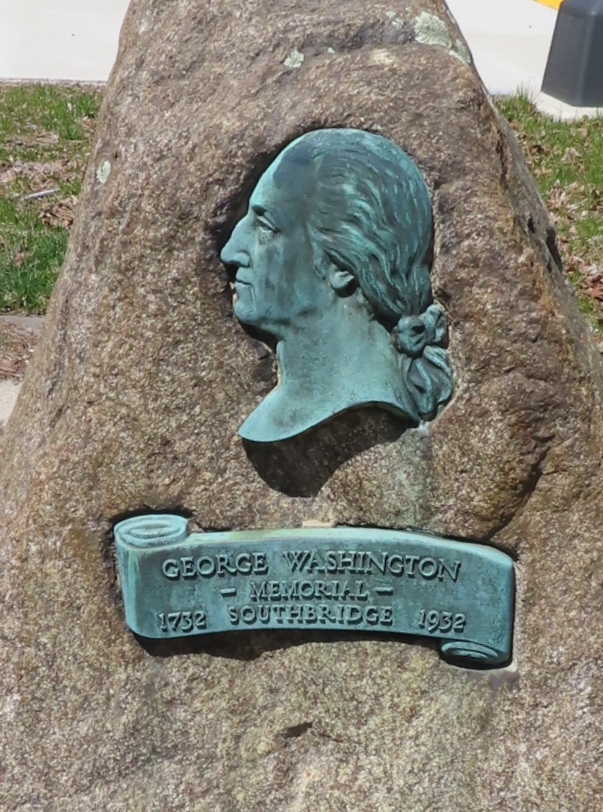 GEORGE WASHINGTON
– MEMORIAL –
1732 SOUTHBRIDGE 1932